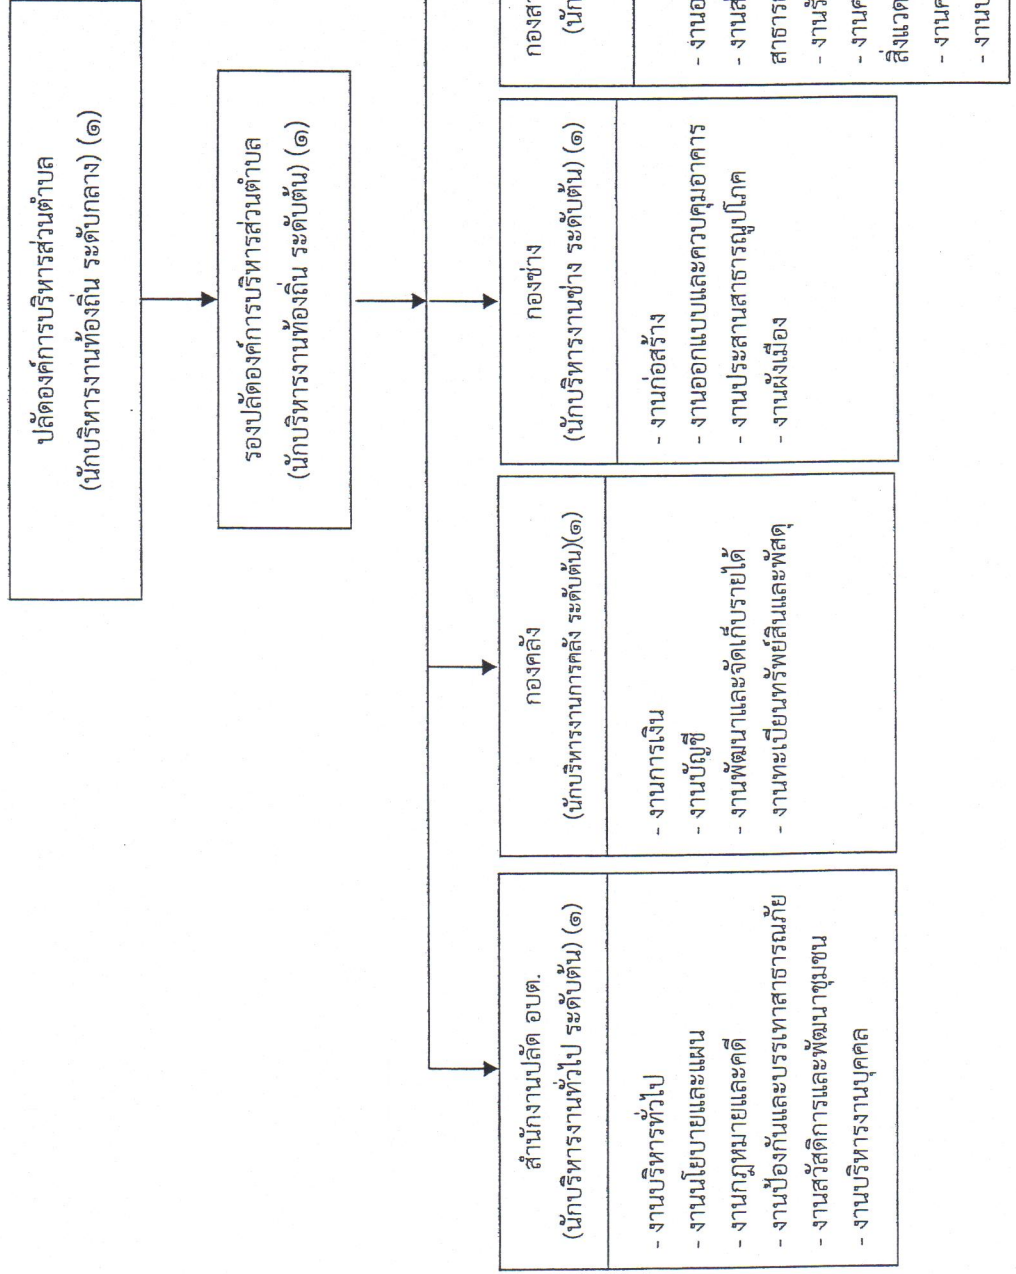 ปลัดองค์การบริหารส่วนตำบล
(นักบริหารงานท้องถิ่น ระดับกลาง) (๑)
รองปลัดองค์การบริหารส่วนตำบล
(นักบริหารงานท้องถิ่น ระดับต้น) (๑)
สำนักงานปลัด อบต.
(นักบริหารงานทั่วไป ระดับต้น) (๑)
- งานบริหารทั่วไป
- งานนโยบายและแผน
- งานกฎหมายและคดี
- งานป้องกันและบรรเทาสาธารณภัย
- งานสวัสดิการและพัฒนาชุมชน
- งานบริหารงานบุคคล
กองคลัง
(นักบริหารงานการคลัง ระดับต้น)(๑)
- งานการเงิน
- งานบัญชี
- งานพัฒนาและจัดเก็บรายได้
- งานทะเบียนทรัพย์สินและพัสดุ
กองช่าง
(นักบริหารงานช่าง ระดับต้น) (๑)
- งานก่อสร้าง
- งานออกแบบและควบคุมอาคาร
- งานประสานสาธารณูปโภค
- งานผังเมือง